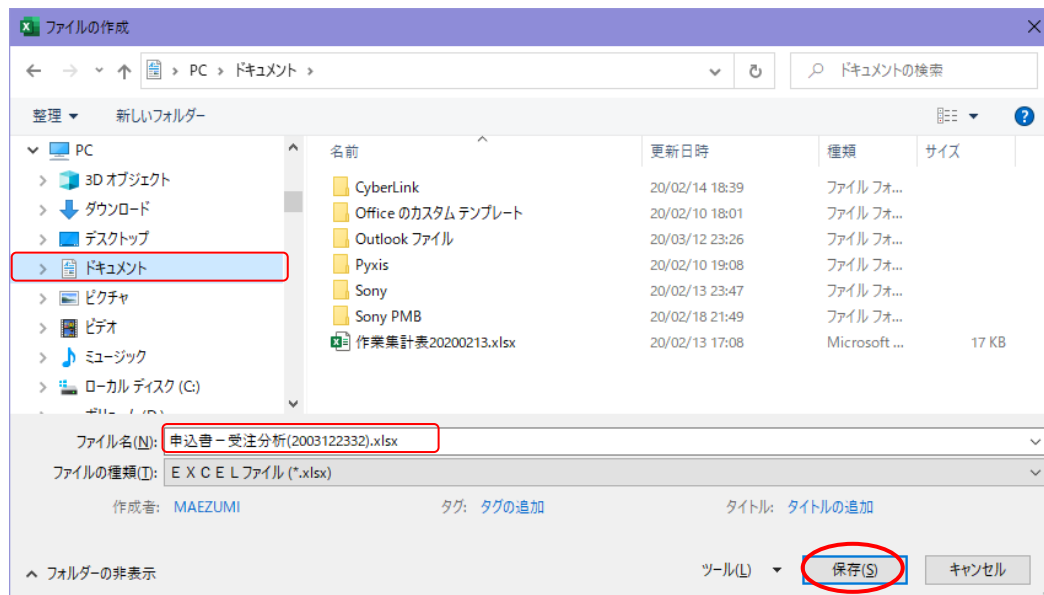 ファイルの作成
PC › ドキュメント ›
ドキュメントの検索
整理
新しいフォルダー
?
PC
3D オブジェクト
ダウンロード
デスクトップ
ドキュメント
ピクチャ
ビデオ
ミュージック
ローカル ディスク (C:)
名前 更新日時 種類 サイズ
CyberLink 20/02/14 18:39 ファイル フォ...
Office のカスタム テンプレート 20/02/10 18:01 ファイル フォ...
Outlook ファイル 20/03/12 23:26 ファイル フォ...
Pyxis 20/02/10 19:08 ファイル フォ...
Sony 20/02/13 23:47 ファイル フォ...
Sony PMB 20/02/18 21:49 ファイル フォ...
作業集計表20200213.xlsx 20/02/13 17:08 Microsoft ... 17 KB
ファイル名(N): 申込書－受注分析(2003122332).xlsx
ファイルの種類(T): ＥＸＣＥＬファイル (*.xlsx)
作成者: MAEZUMI タグ: タグの追加 タイトル: タイトルの追加
フォルダーの非表示
ツール(L) 保存(S) キャンセル